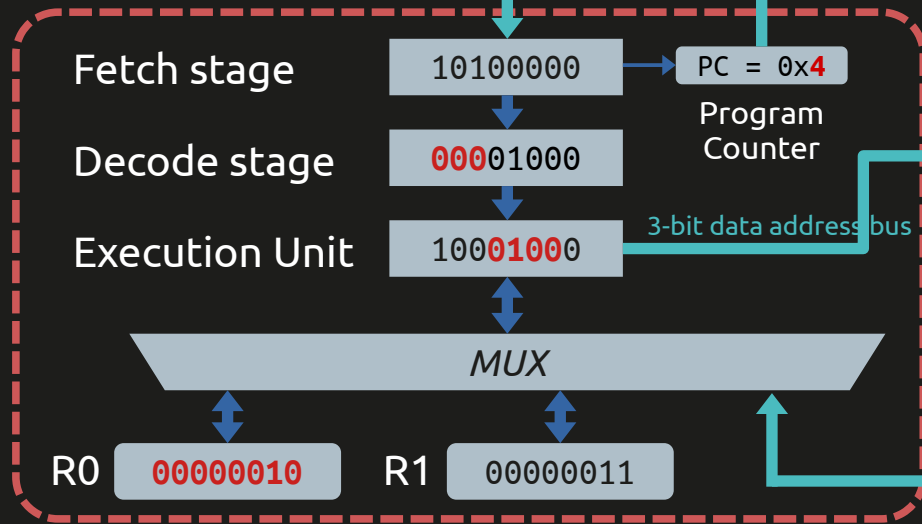 Fetch stage
10100000
PC = 0x4
Program
Counter
Decode stage
00001000
Execution Unit
10001000
3-bit data address bus
MUX
R0
00000010
R1
00000011